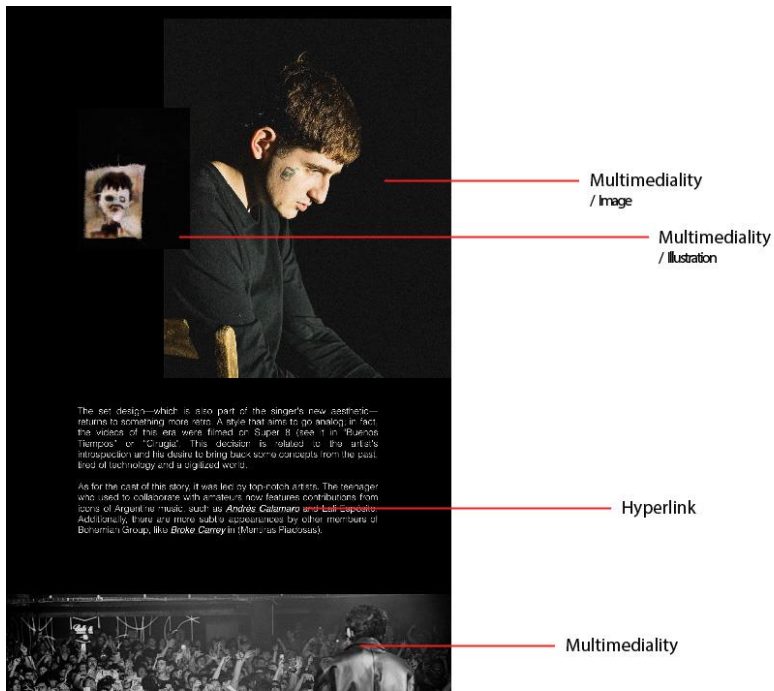 Multimediality
/ Image
Multimediality
/ Illustration
The set design—which is also part of the singer's new aesthetic—
returns to something more retro. A style that aims to go analog, in fact,
the videos of this era were filmed on Super 8 (see it in "Buenos
Tiempos" or "Cirugía". This decision is related to the artist's
introspection and his desire to bring back some concepts from the past,
tired of technology and a digitized world.
As for the cast of this story, it was led by top-notch artists. The teenager
who used to collaborate with amateurs now features contributions from
icons of Argentine music, such as Andrés Calamaro and Lali Espósito.
Additionally, there are more subtle appearances by other members of
Bohemian Group, like Broke Carrey in (Mentiras Piadosas).
Hyperlink
Multimediality